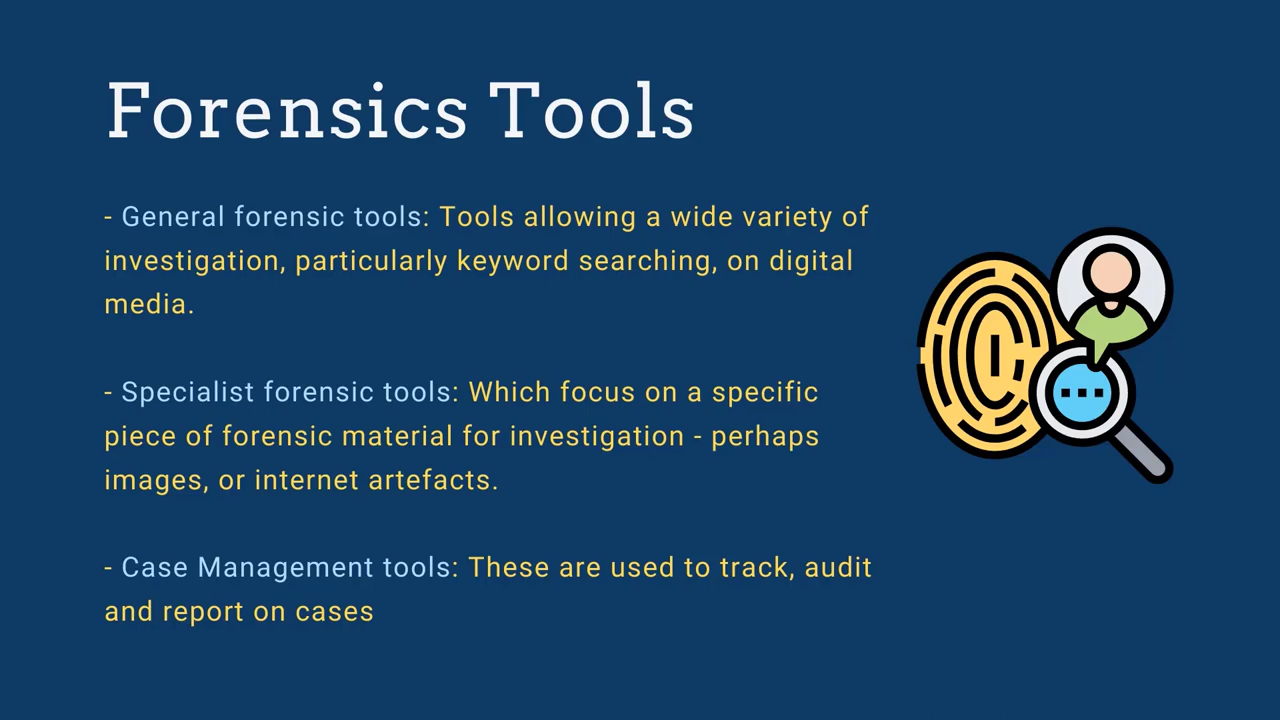 Forensics Tools
- General forensic tools: Tools allowing a wide variety of
investigation, particularly keyword searching, on digital
media.
- Specialist forensic tools: Which focus on a specific
piece of forensic material for investigation - perhaps
images, or internet artefacts.
- Case Management tools: These are used to track, audit
and report on cases